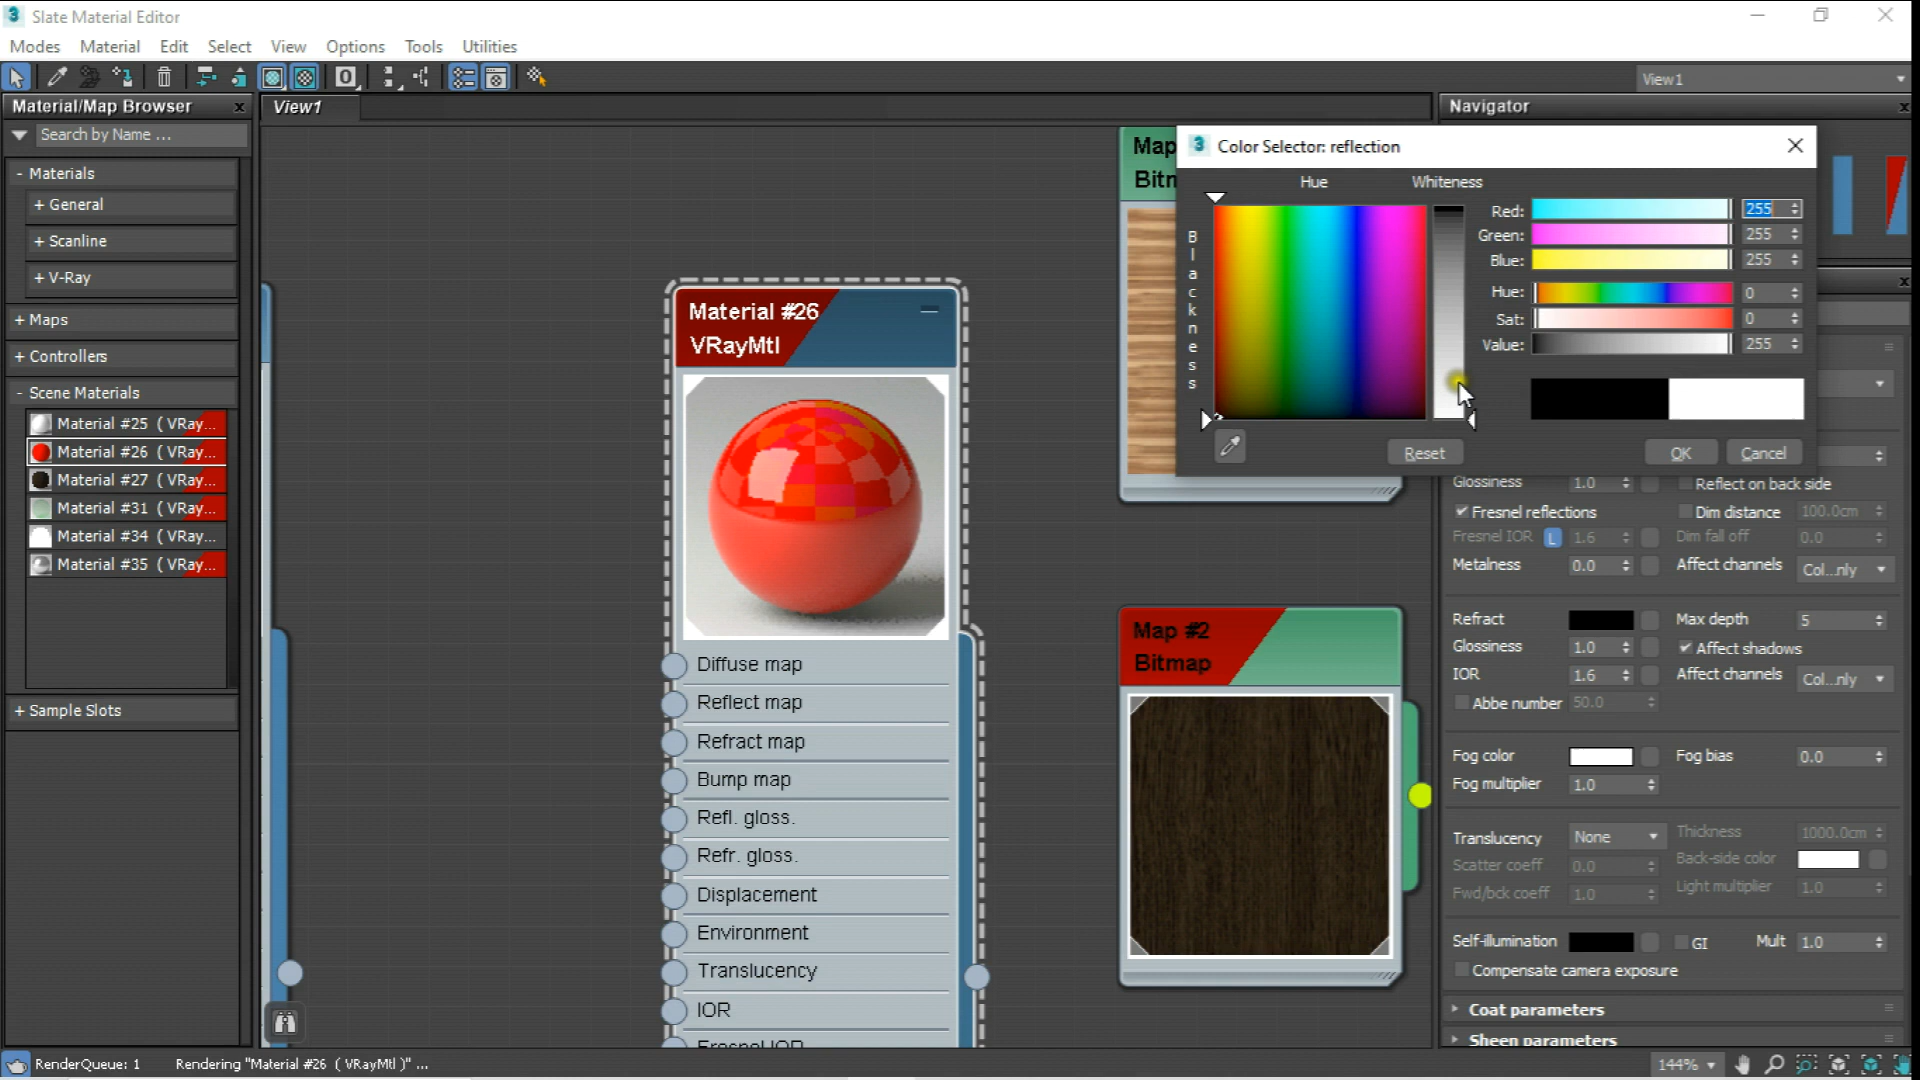 3 Slate Material Editor
Modes Material Edit Select View Options Tools Utilities
View1
Material/Map Browser x
View1
Navigator x
Search by Name ...
- Materials
+ General
+ Scanline
+ V-Ray
+ Maps
+ Controllers
- Scene Materials
Material #25 ( VRay...
Material #26 ( VRay...
Material #27 ( VRay...
Material #31 ( VRay...
Material #34 ( VRay...
Material #35 ( VRay...
+ Sample Slots
Material #26
VRayMtl
Diffuse map
Reflect map
Refract map
Bump map
Refl. gloss.
Refr. gloss.
Displacement
Environment
Translucency
IOR
Fresnel IOR
Map
Bitm
Map #2
Bitmap
3 Color Selector: reflection
Hue Whiteness
Blackness
Red: 255
Green: 255
Blue: 255
Hue: 0
Sat: 0
Value: 255
Reset OK Cancel
Glossiness 1.0 Reflect on back side
Fresnel reflections Dim distance 100.0cm
Fresnel IOR L 1.6 Dim fall off 0.0
Metalness 0.0 Affect channels Col...nly
Refract Max depth 5
Glossiness 1.0 Affect shadows
IOR 1.6 Affect channels Col...nly
Abbe number 50.0
Fog color Fog bias 0.0
Fog multiplier 1.0
Translucency None Thickness 1000.0cm
Scatter coeff 0.0 Back-side color
Fwd/bck coeff 1.0 Light multiplier 1.0
Self-illumination GI Mult 1.0
Compensate camera exposure
Coat parameters
Sheen parameters
RenderQueue: 1 Rendering "Material #26 ( VRayMtl )" ...
144%